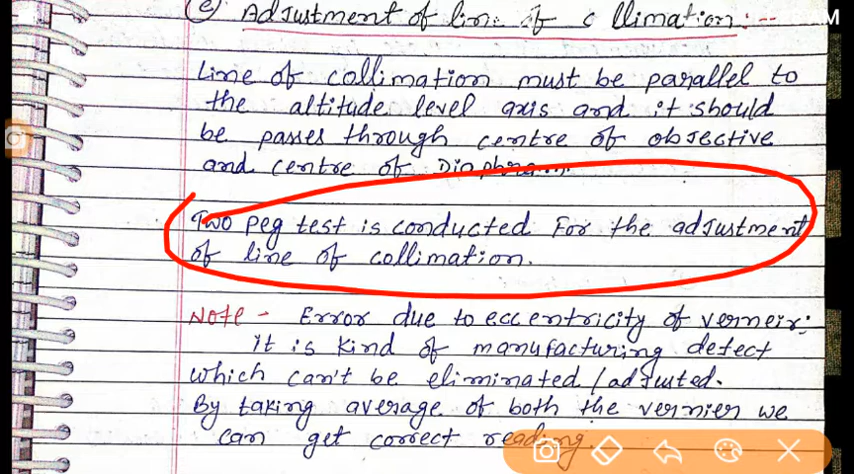 (e) Adjustment of line of collimation :-- M
Line of collimation must be parallel to
the altitude level axis and it should
be passes through centre of objective
and centre of Diaphragm.
Two peg test is conducted For the adjustment
of line of collimation.
Note - Error due to eccentricity of verneir:
it is kind of manufacturing defect
which can't be eliminated / adjusted.
By taking average of both the vernier we
can get correct reading.